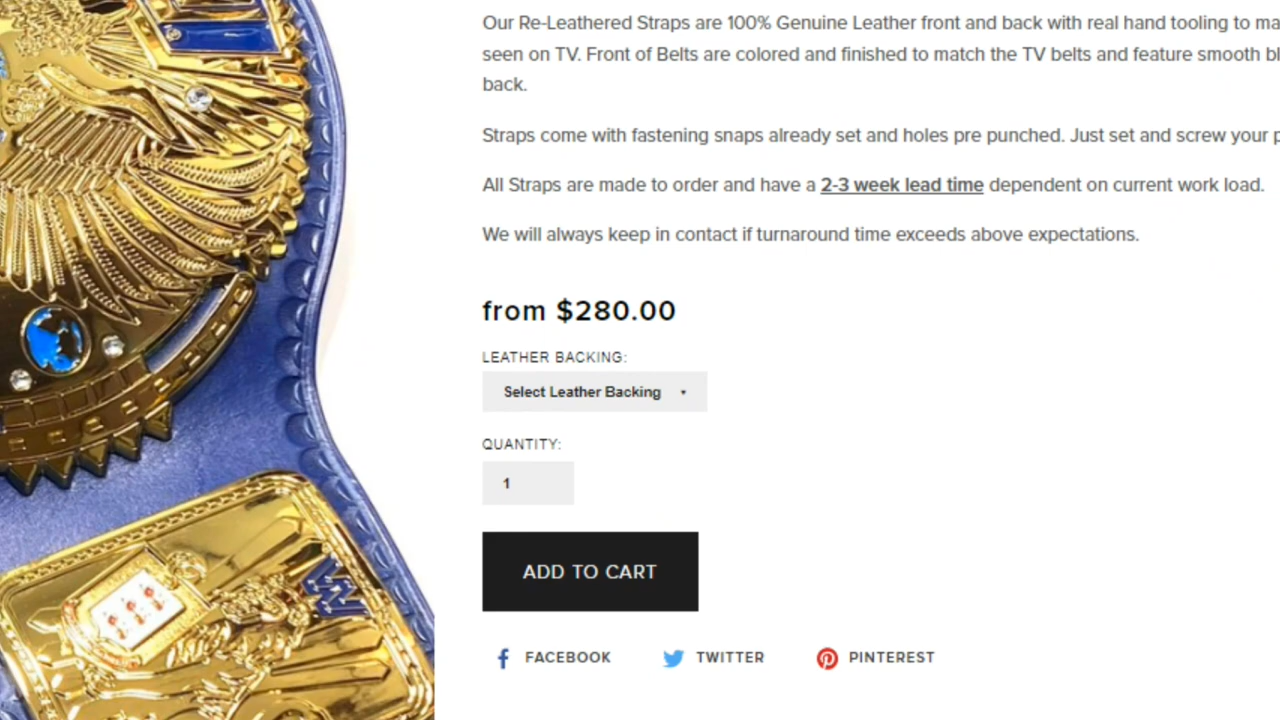 Our Re-Leathered Straps are 100% Genuine Leather front and back with real hand tooling to ma
seen on TV. Front of Belts are colored and finished to match the TV belts and feature smooth bl
back.
Straps come with fastening snaps already set and holes pre punched. Just set and screw your p
All Straps are made to order and have a 2-3 week lead time dependent on current work load.
We will always keep in contact if turnaround time exceeds above expectations.
from $280.00
LEATHER BACKING:
Select Leather Backing
QUANTITY:
1
ADD TO CART
FACEBOOK TWITTER PINTEREST
W